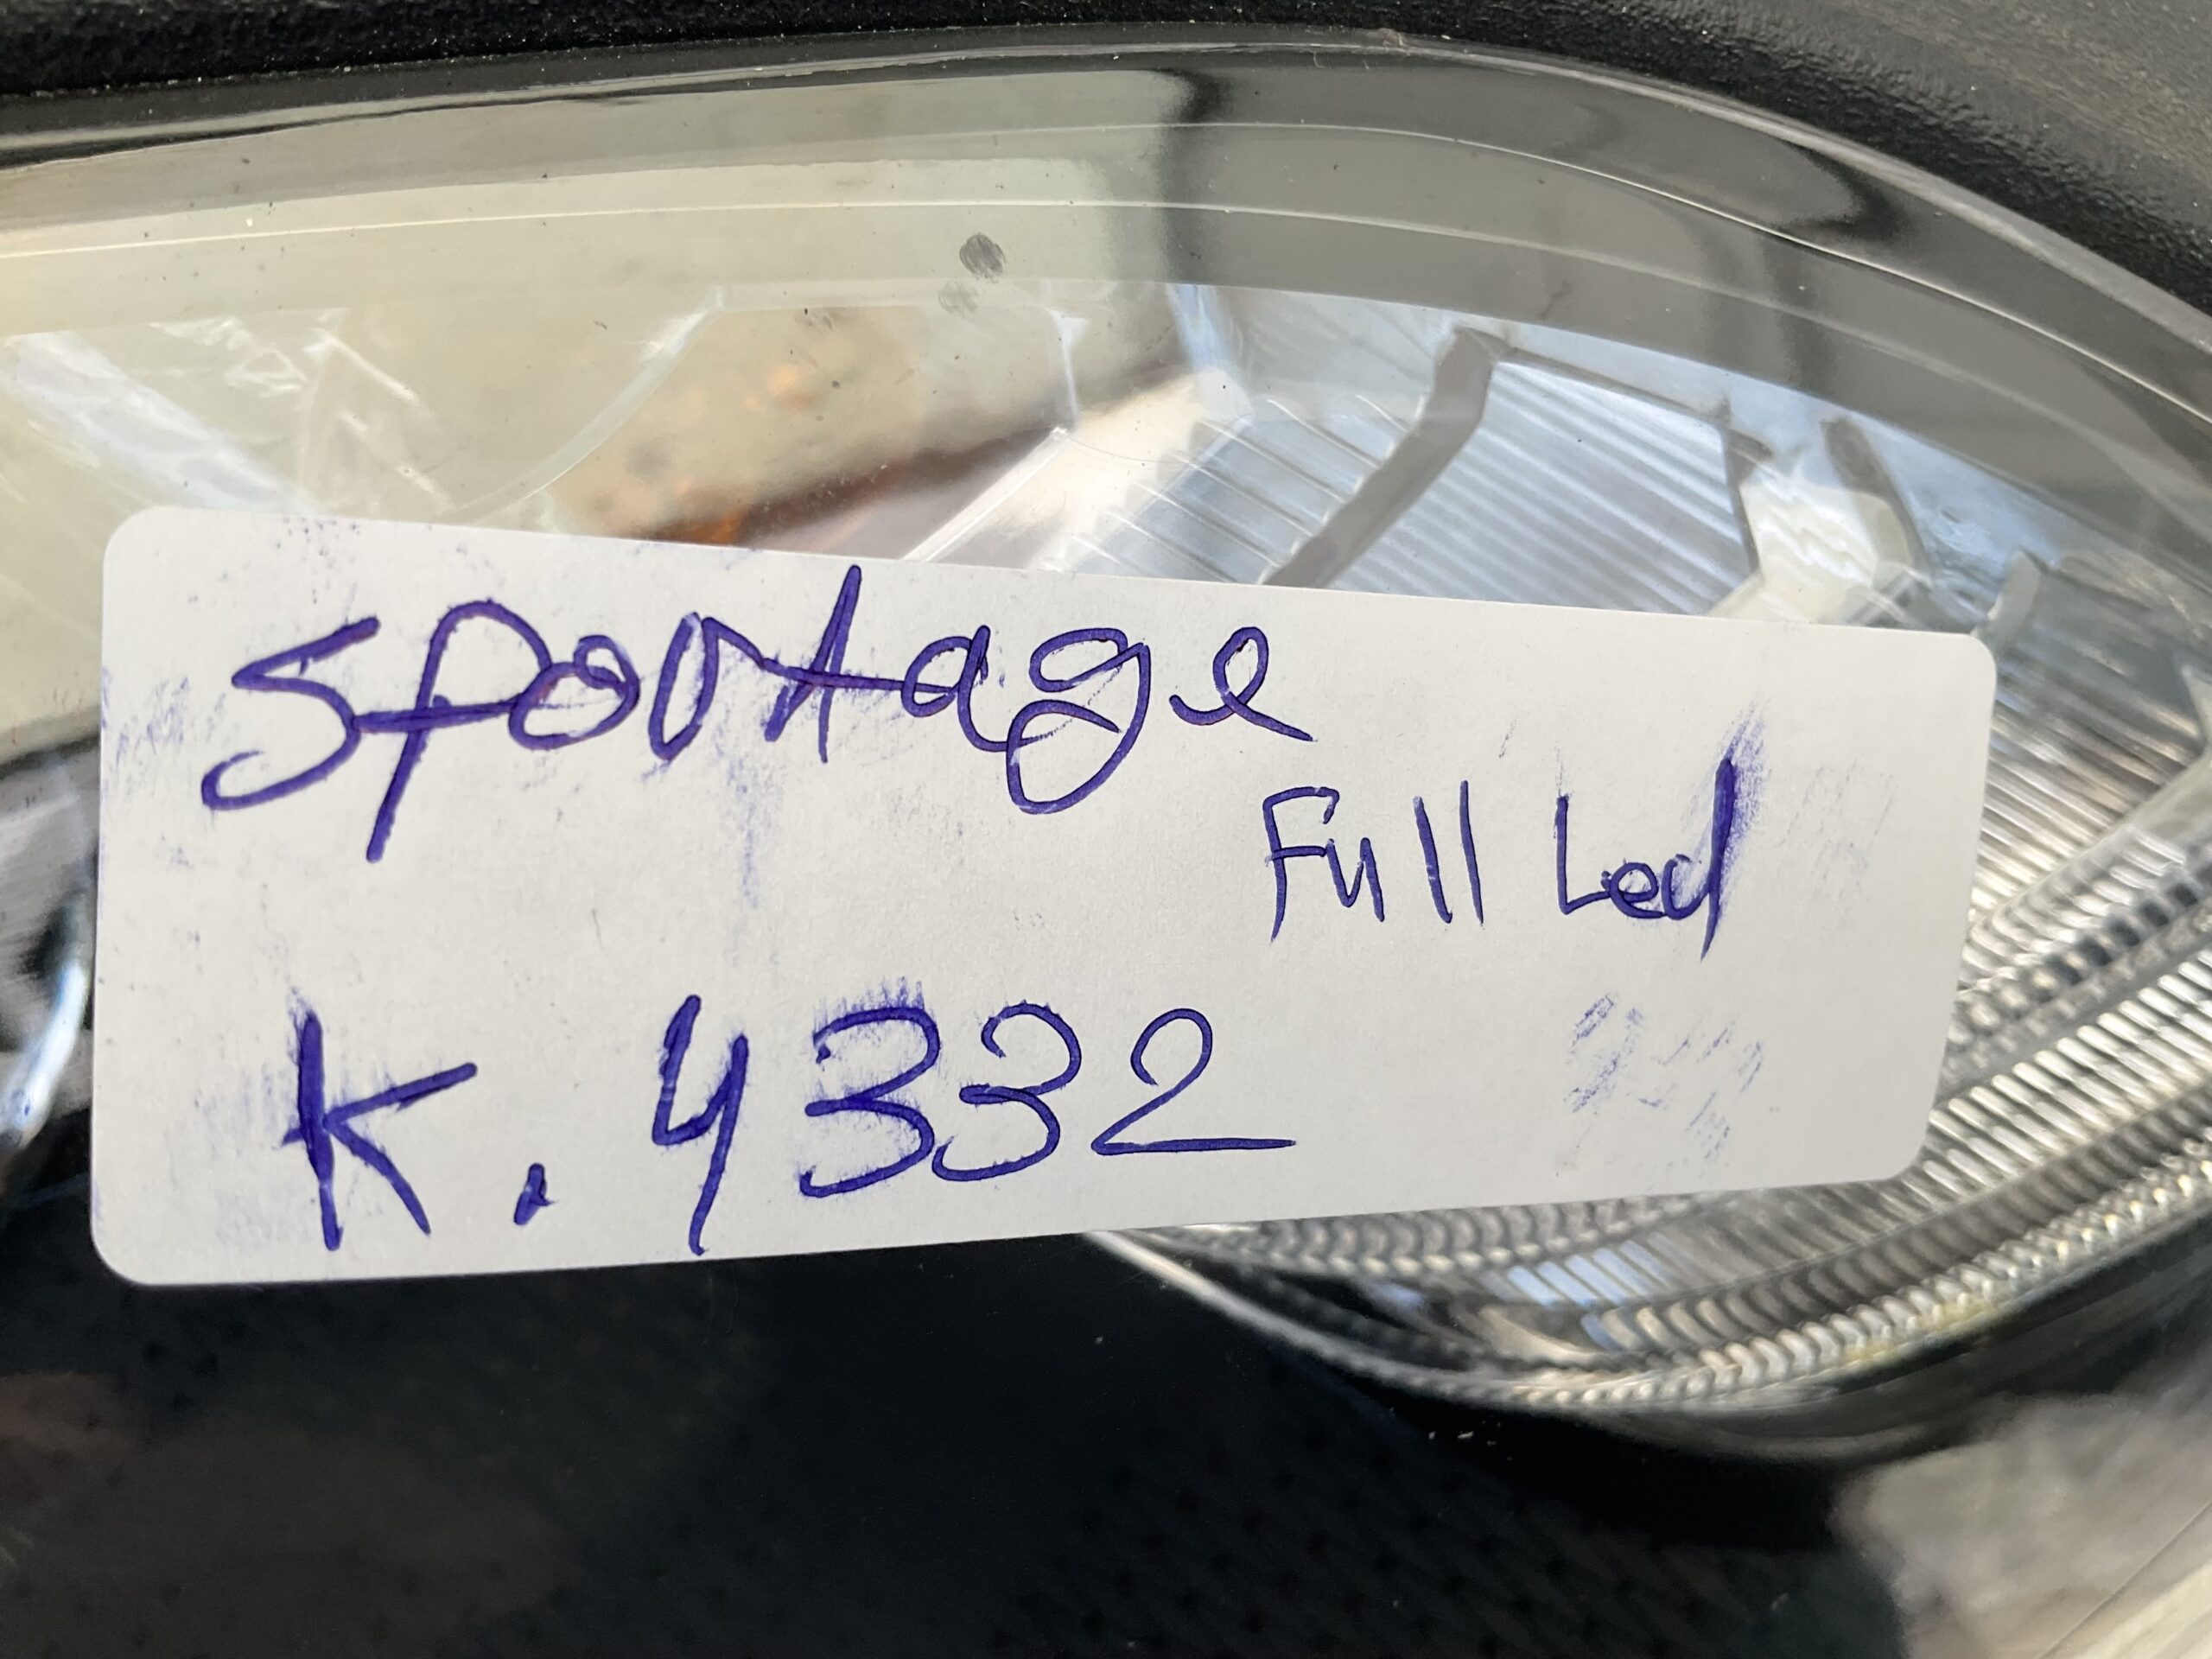 Sportage
Full Led
K. 4332